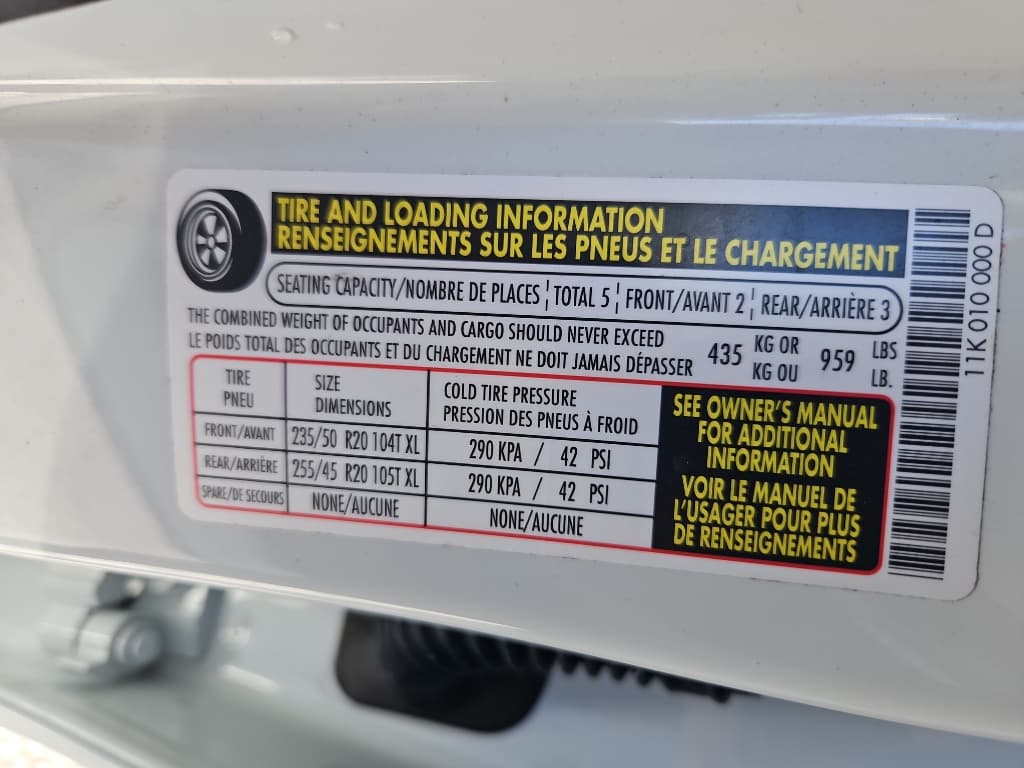 TIRE AND LOADING INFORMATION
RENSEIGNEMENTS SUR LES PNEUS ET LE CHARGEMENT
SEATING CAPACITY/NOMBRE DE PLACES ¦ TOTAL 5 ¦ FRONT/AVANT 2 ¦ REAR/ARRIÈRE 3
THE COMBINED WEIGHT OF OCCUPANTS AND CARGO SHOULD NEVER EXCEED
LE POIDS TOTAL DES OCCUPANTS ET DU CHARGEMENT NE DOIT JAMAIS DÉPASSER
435 KG OR 959 LBS
KG OU LB.
TIRE SIZE COLD TIRE PRESSURE
PNEU DIMENSIONS PRESSION DES PNEUS À FROID
FRONT/AVANT 235/50 R20 104T XL 290 KPA / 42 PSI
REAR/ARRIÈRE 255/45 R20 105T XL 290 KPA / 42 PSI
SPARE/DE SECOURS NONE/AUCUNE NONE/AUCUNE
SEE OWNER'S MANUAL
FOR ADDITIONAL
INFORMATION
VOIR LE MANUEL DE
L'USAGER POUR PLUS
DE RENSEIGNEMENTS
11K 010 000 D